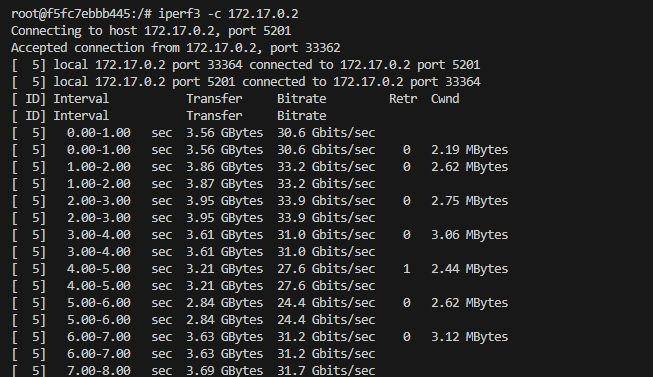 root@f5fc7ebbb445:/# iperf3 -c 172.17.0.2
Connecting to host 172.17.0.2, port 5201
Accepted connection from 172.17.0.2, port 33362
[  5] local 172.17.0.2 port 33364 connected to 172.17.0.2 port 5201
[  5] local 172.17.0.2 port 5201 connected to 172.17.0.2 port 33364
[ ID] Interval           Transfer     Bitrate         Retr  Cwnd
[ ID] Interval           Transfer     Bitrate
[  5]   0.00-1.00   sec  3.56 GBytes  30.6 Gbits/sec
[  5]   0.00-1.00   sec  3.56 GBytes  30.6 Gbits/sec    0   2.19 MBytes
[  5]   1.00-2.00   sec  3.86 GBytes  33.2 Gbits/sec    0   2.62 MBytes
[  5]   1.00-2.00   sec  3.87 GBytes  33.2 Gbits/sec
[  5]   2.00-3.00   sec  3.95 GBytes  33.9 Gbits/sec    0   2.75 MBytes
[  5]   2.00-3.00   sec  3.95 GBytes  33.9 Gbits/sec
[  5]   3.00-4.00   sec  3.61 GBytes  31.0 Gbits/sec    0   3.06 MBytes
[  5]   3.00-4.00   sec  3.61 GBytes  31.0 Gbits/sec
[  5]   4.00-5.00   sec  3.21 GBytes  27.6 Gbits/sec    1   2.44 MBytes
[  5]   4.00-5.00   sec  3.21 GBytes  27.6 Gbits/sec
[  5]   5.00-6.00   sec  2.84 GBytes  24.4 Gbits/sec    0   2.62 MBytes
[  5]   5.00-6.00   sec  2.84 GBytes  24.4 Gbits/sec
[  5]   6.00-7.00   sec  3.63 GBytes  31.2 Gbits/sec    0   3.12 MBytes
[  5]   6.00-7.00   sec  3.63 GBytes  31.2 Gbits/sec
[  5]   7.00-8.00   sec  3.69 GBytes  31.7 Gbits/sec